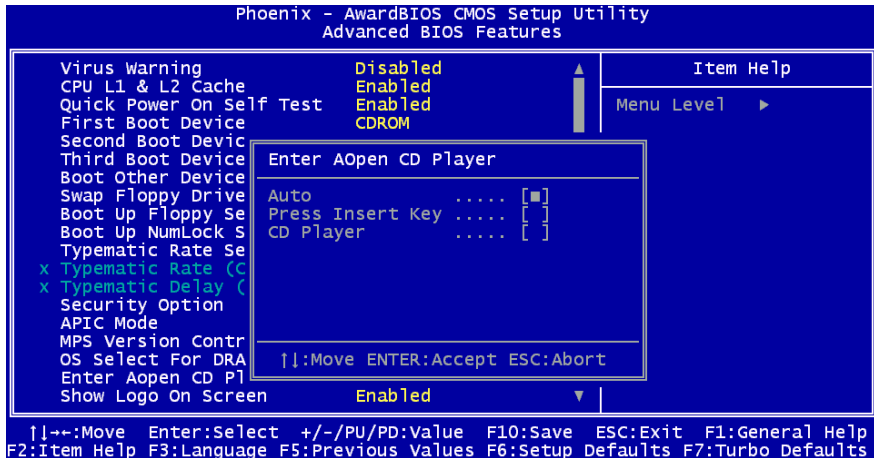 Phoenix - AwardBIOS CMOS Setup Utility
Advanced BIOS Features
Virus Warning Disabled
CPU L1 & L2 Cache Enabled
Quick Power On Self Test Enabled
First Boot Device CDROM
Second Boot Devic
Third Boot Device
Boot Other Device
Swap Floppy Drive
Boot Up Floppy Se
Boot Up NumLock S
Typematic Rate Se
x Typematic Rate (C
x Typematic Delay (
Security Option
APIC Mode
MPS Version Contr
OS Select For DRA
Enter Aopen CD Pl
Show Logo On Screen Enabled ▼
Enter AOpen CD Player
Auto ..... [■]
Press Insert Key ..... [ ]
CD Player ..... [ ]
↑↓:Move ENTER:Accept ESC:Abort
▲
Item Help
Menu Level ▶
↑↓→←:Move Enter:Select +/-/PU/PD:Value F10:Save ESC:Exit F1:General Help
F2:Item Help F3:Language F5:Previous Values F6:Setup Defaults F7:Turbo Defaults